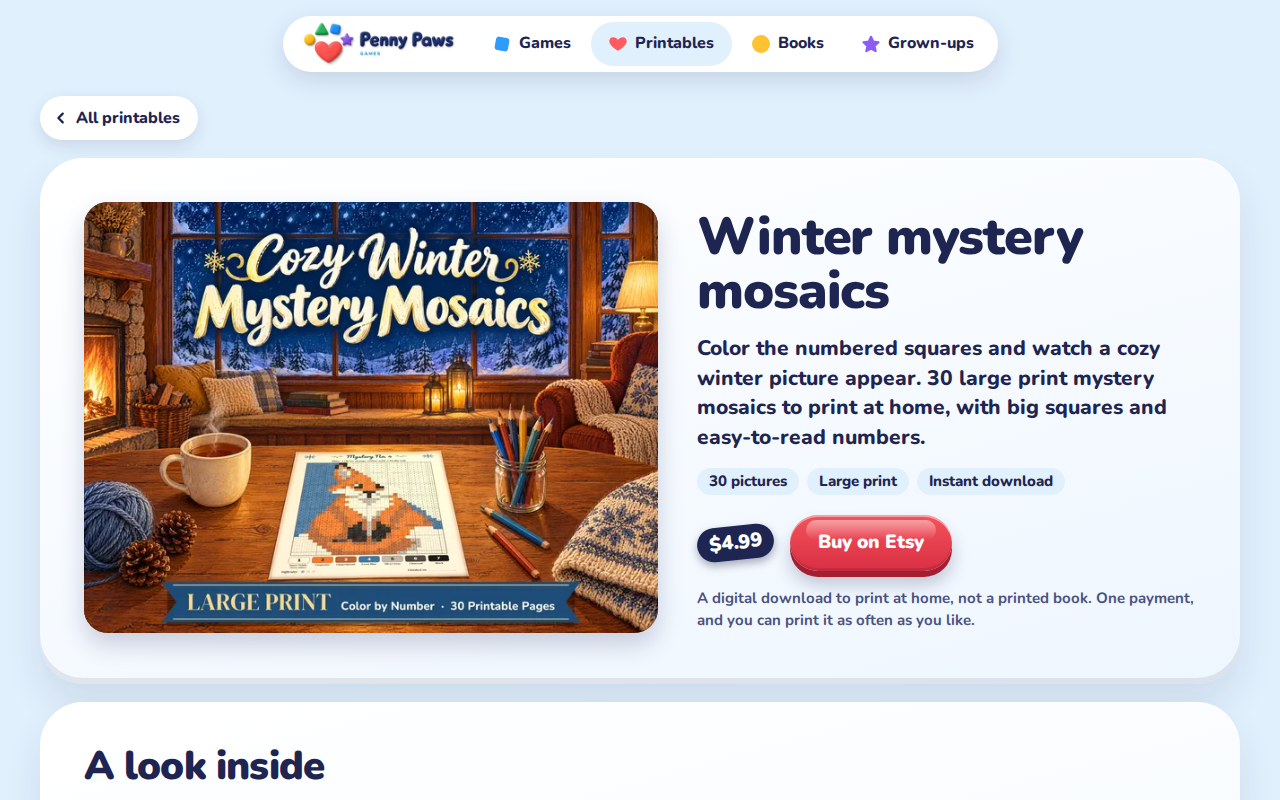 Penny Paws
GAMES
Games
Printables
Books
Grown-ups
All printables
Cozy Winter
Mystery Mosaics
LARGE PRINT Color by Number · 30 Printable Pages
Winter mystery
mosaics
Color the numbered squares and watch a cozy
winter picture appear. 30 large print mystery
mosaics to print at home, with big squares and
easy-to-read numbers.
30 pictures
Large print
Instant download
$4.99
Buy on Etsy
A digital download to print at home, not a printed book. One payment,
and you can print it as often as you like.
A look inside